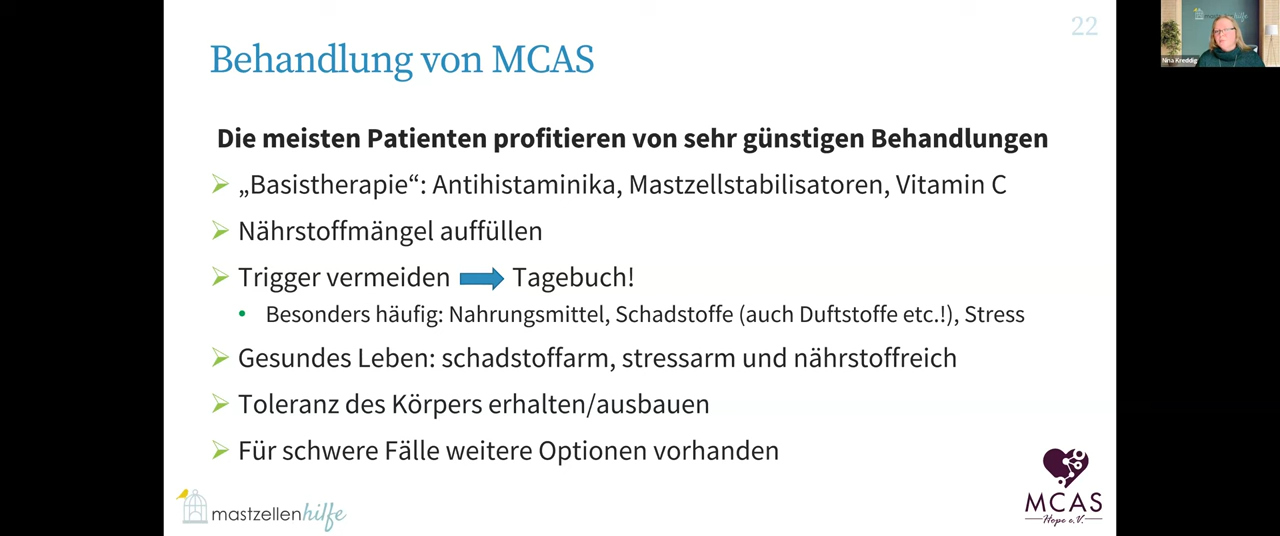 22
mastzellenhilfe
Nina Kreddig
Behandlung von MCAS
Die meisten Patienten profitieren von sehr günstigen Behandlungen
„Basistherapie“: Antihistaminika, Mastzellstabilisatoren, Vitamin C
Nährstoffmängel auffüllen
Trigger vermeiden Tagebuch!
Besonders häufig: Nahrungsmittel, Schadstoffe (auch Duftstoffe etc.!), Stress
Gesundes Leben: schadstoffarm, stressarm und nährstoffreich
Toleranz des Körpers erhalten/ausbauen
Für schwere Fälle weitere Optionen vorhanden
mastzellenhilfe
MCAS
Hope e.V.